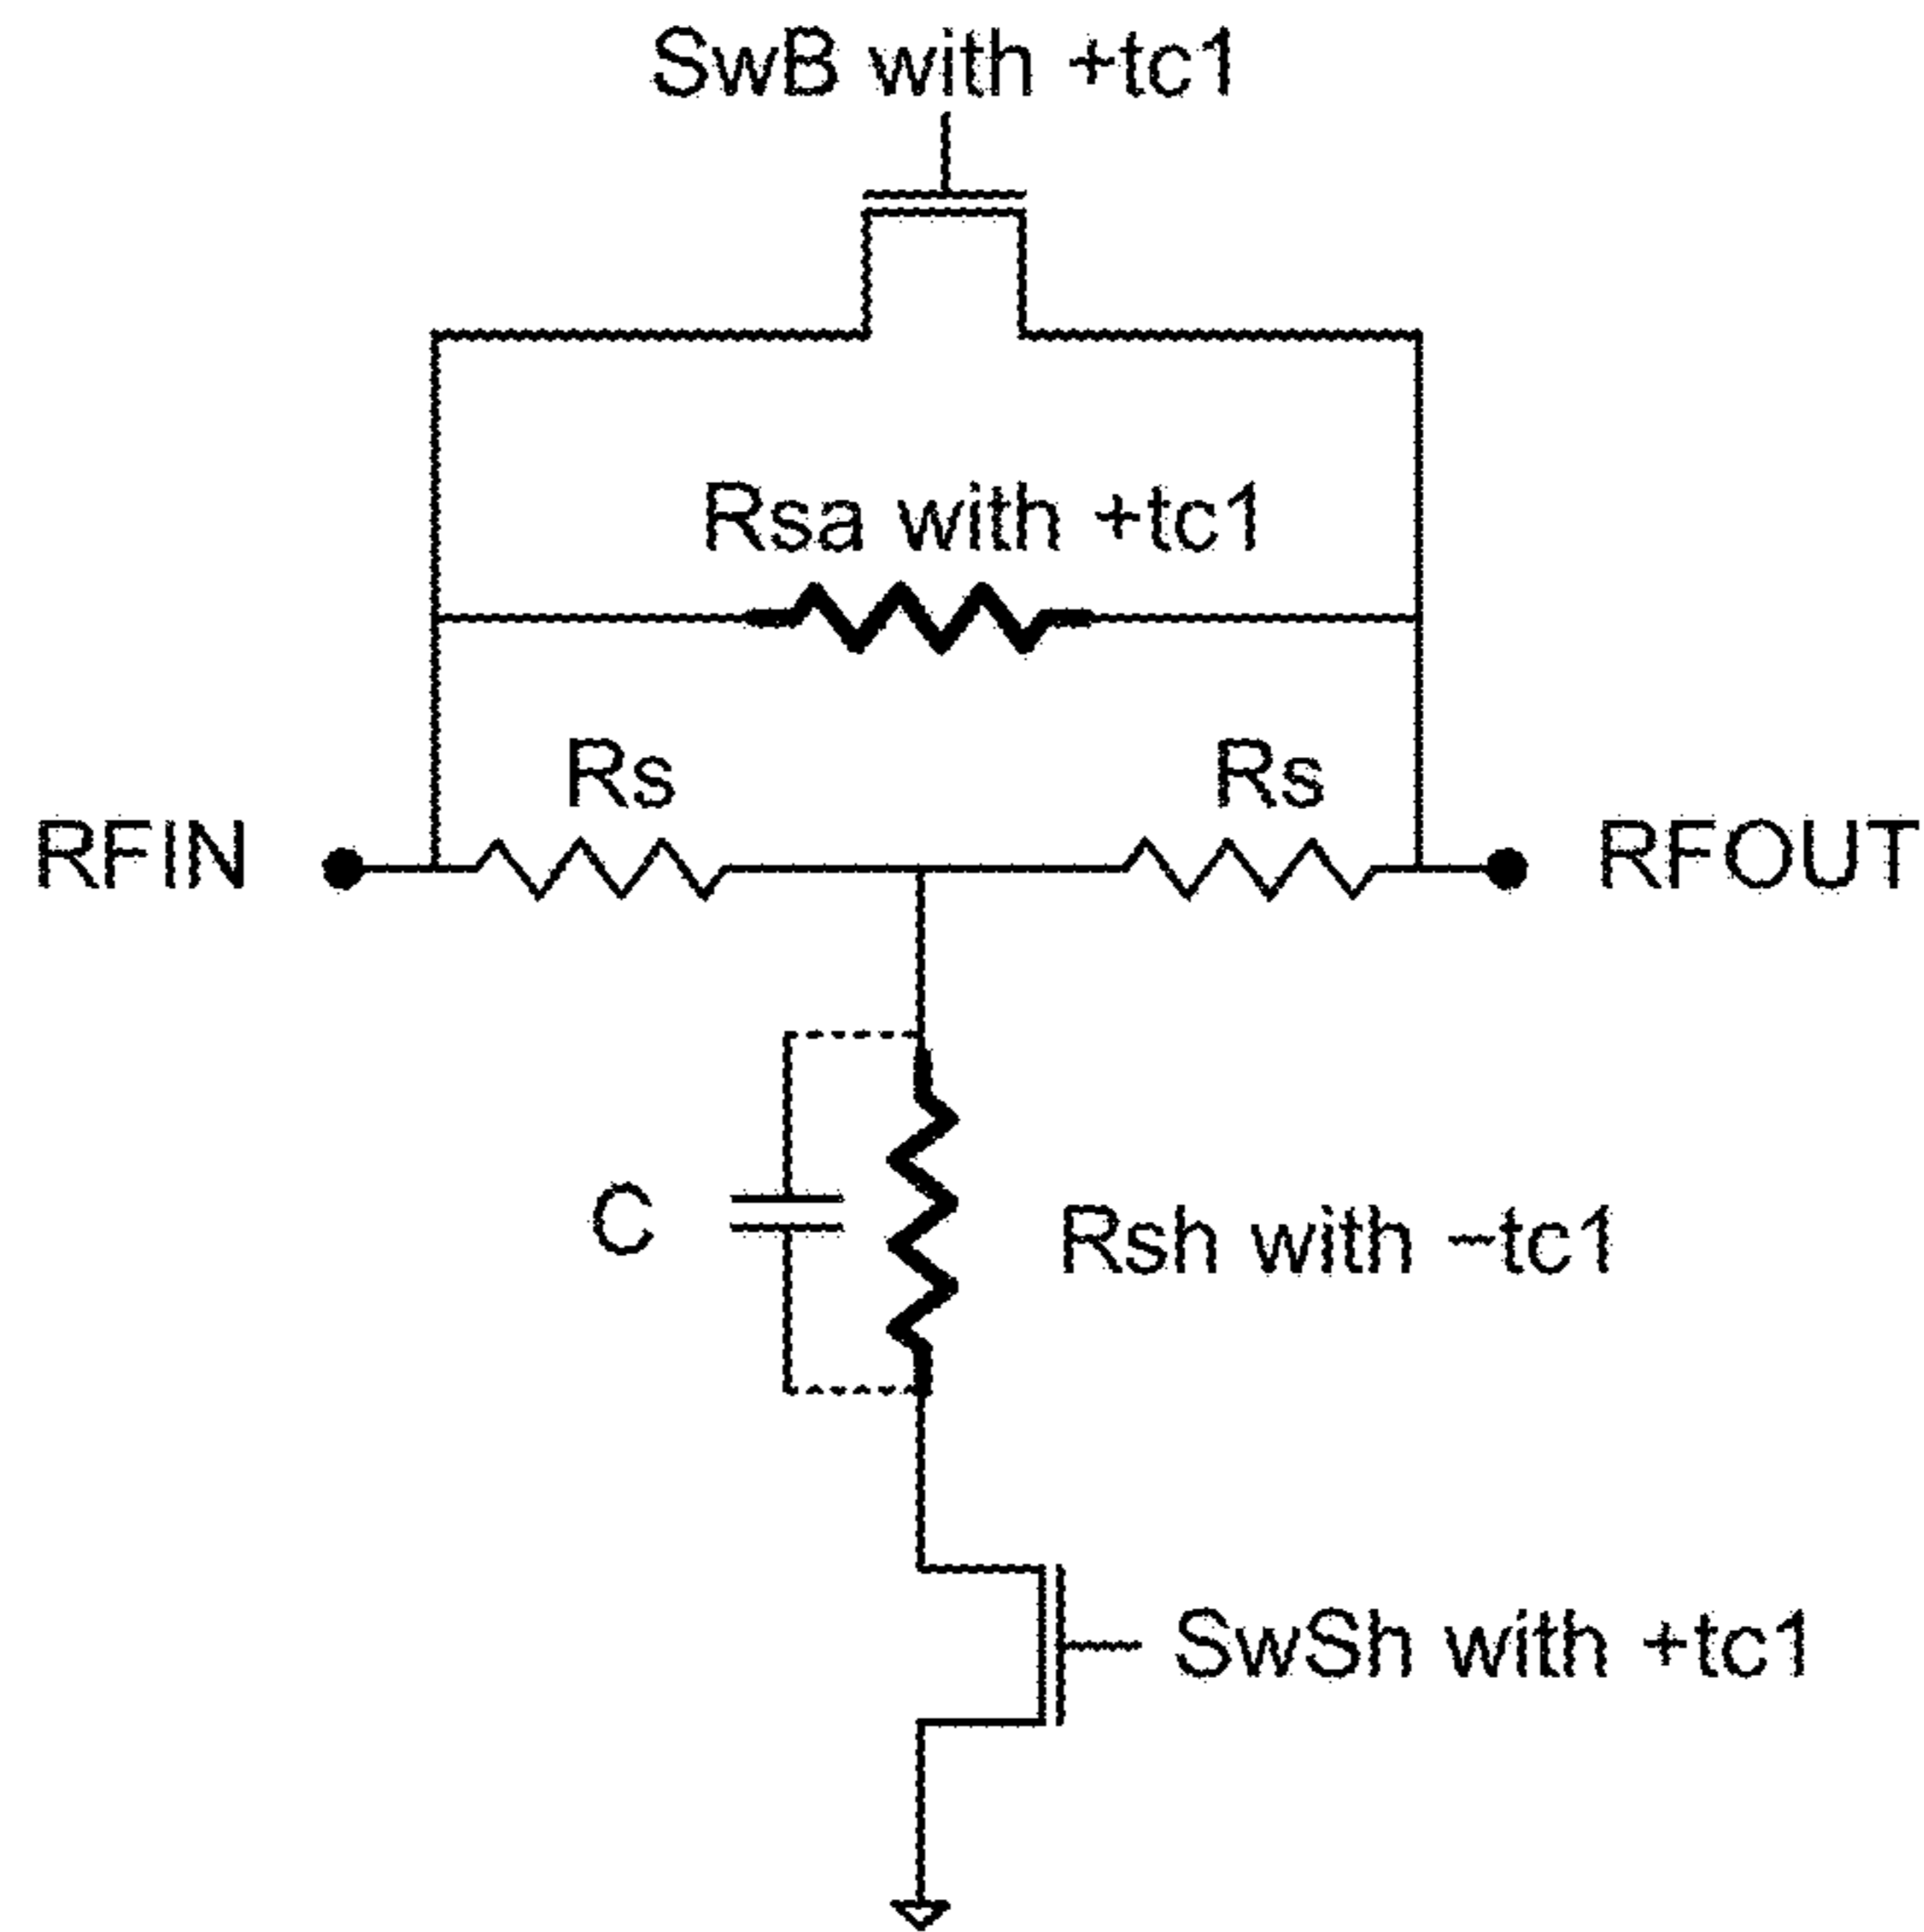 SwB with +tc1
Rsa with +tc1
Rs
Rs
RFIN
RFOUT
C
Rsh with −tc1
SwSh with +tc1